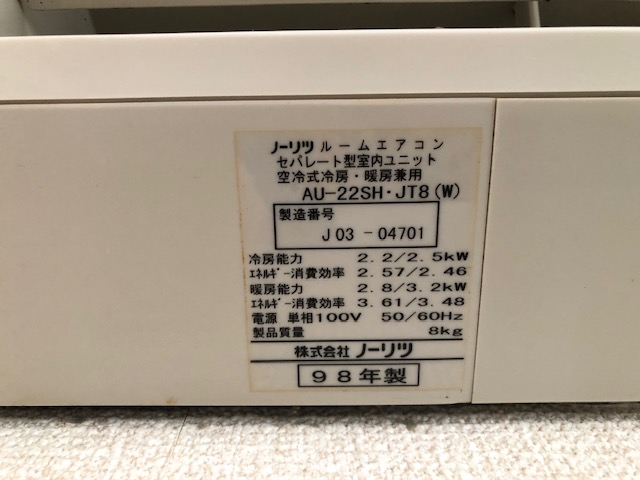 ノーリツ ルームエアコン
セパレート型室内ユニット
空冷式冷房・暖房兼用
AU-22SH・JT8(W)
製造番号
J03-04701
冷房能力 2.2/2.5kW
エネルギ-消費効率 2.57/2.46
暖房能力 2.8/3.2kW
エネルギ-消費効率 3.61/3.48
電源 単相100V 50/60Hz
製品質量 8kg
株式会社 ノーリツ
98年製